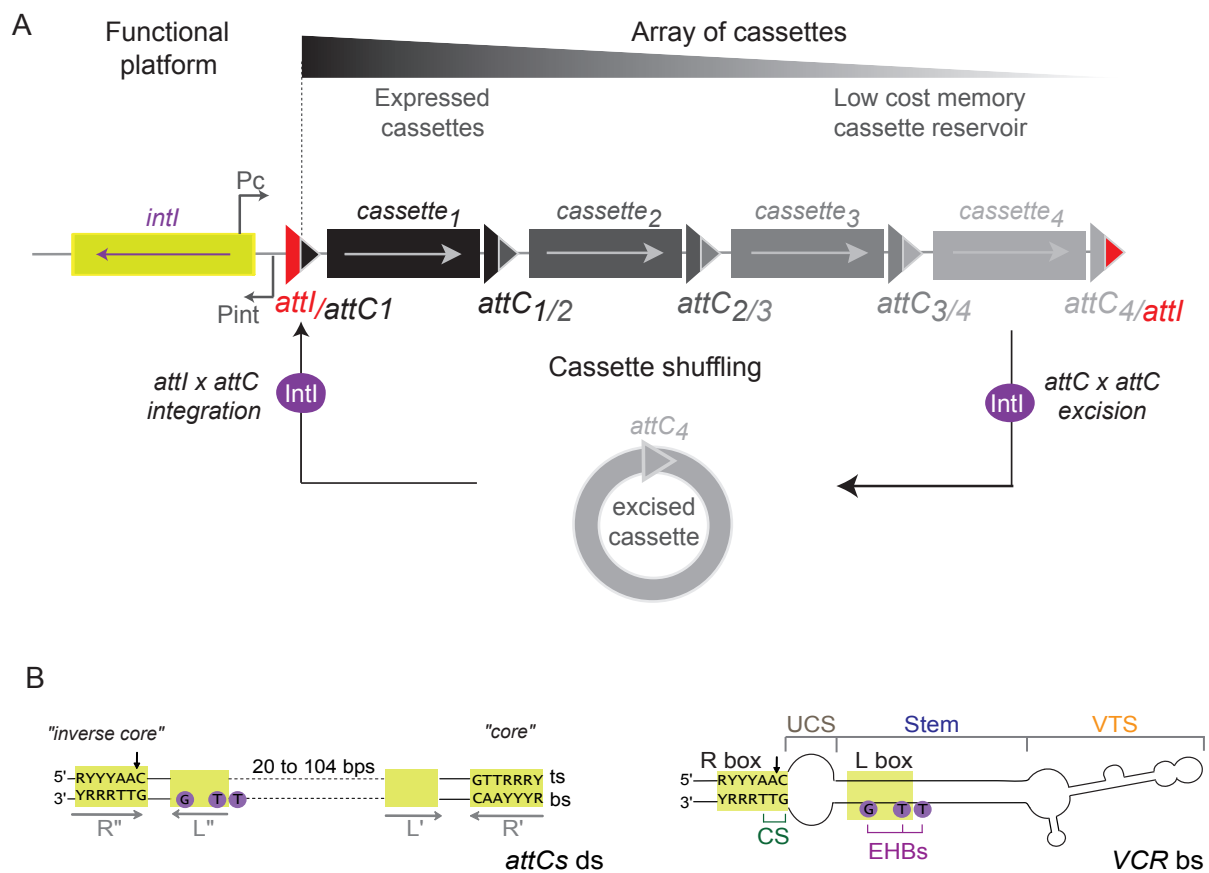 A
Functional
platform
Array of cassettes
Expressed
cassettes
Low cost memory
cassette reservoir
Pc
intI
cassette1
cassette2
cassette3
cassette4
Pint
attI/attC1
attC1/2
attC2/3
attC3/4
attC4/attI
Cassette shuffling
attI x attC
integration
IntI
IntI
attC x attC
excision
attC4
excised
cassette
B
"inverse core"
"core"
20 to 104 bps
5'- RYYYAAC
GTTRRRY ts
3'- YRRRTTG
G T T
CAAYYYR bs
R" L" L' R'
attCs ds
UCS Stem VTS
R box L box
5'- RYYYAAC
3'- YRRRTTG
G T T
CS
EHBs
VCR bs